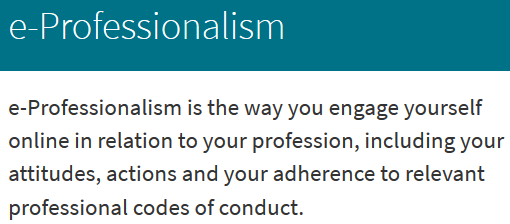 e-Professionalism
e-Professionalism is the way you engage yourself
online in relation to your profession, including your
attitudes, actions and your adherence to relevant
professional codes of conduct.